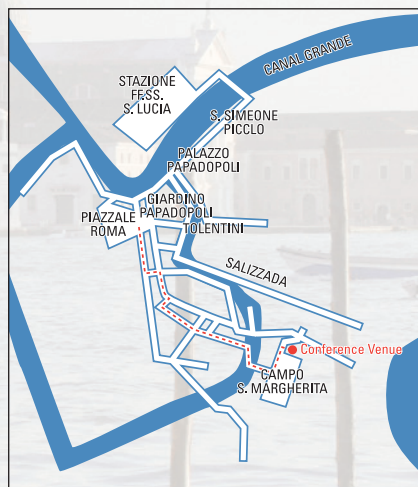 CANAL GRANDE
STAZIONE
FF.SS.
S. LUCIA
S. SIMEONE
PICCLO
PALAZZO
PAPADOPOLI
GIARDINO
PAPADOPOLI
PIAZZALE
ROMA
TOLENTINI
SALIZZADA
Conference Venue
CAMPO
S. MARGHERITA